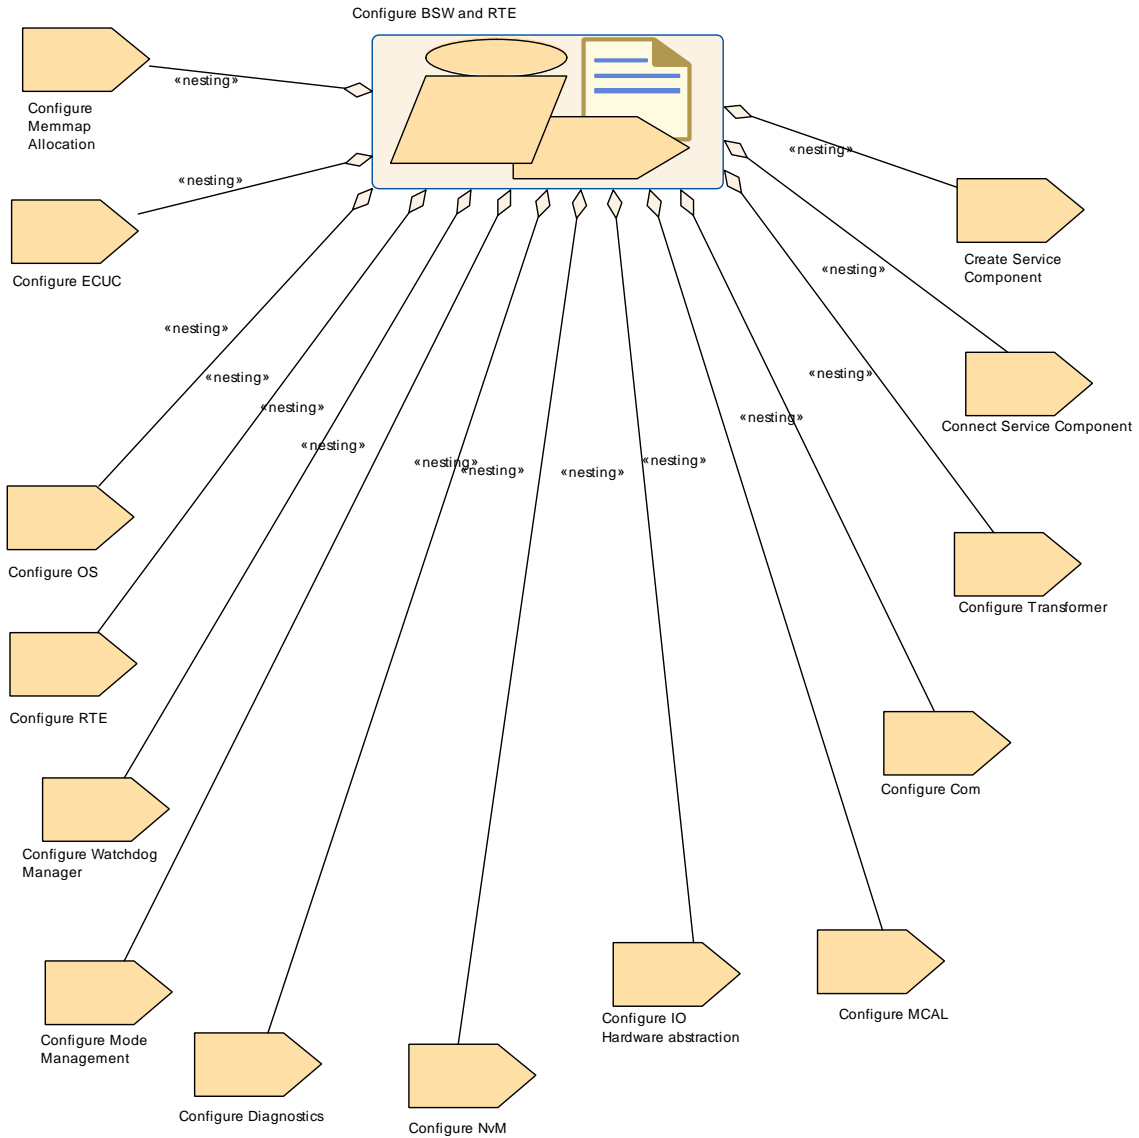 Configure BSW and RTE
«nesting»
Configure
Memmap
Allocation
«nesting»
Configure ECUC
«nesting»
Create Service
Component
«nesting»
Connect Service Component
«nesting»
Configure OS
«nesting»
Configure Transformer
«nesting»
Configure RTE
«nesting»
Configure Watchdog
Manager
«nesting»
Configure Com
«nesting»
Configure Mode
Management
«nesting»
Configure Diagnostics
«nesting»
Configure NvM
«nesting»
Configure IO
Hardware abstraction
«nesting»
Configure MCAL